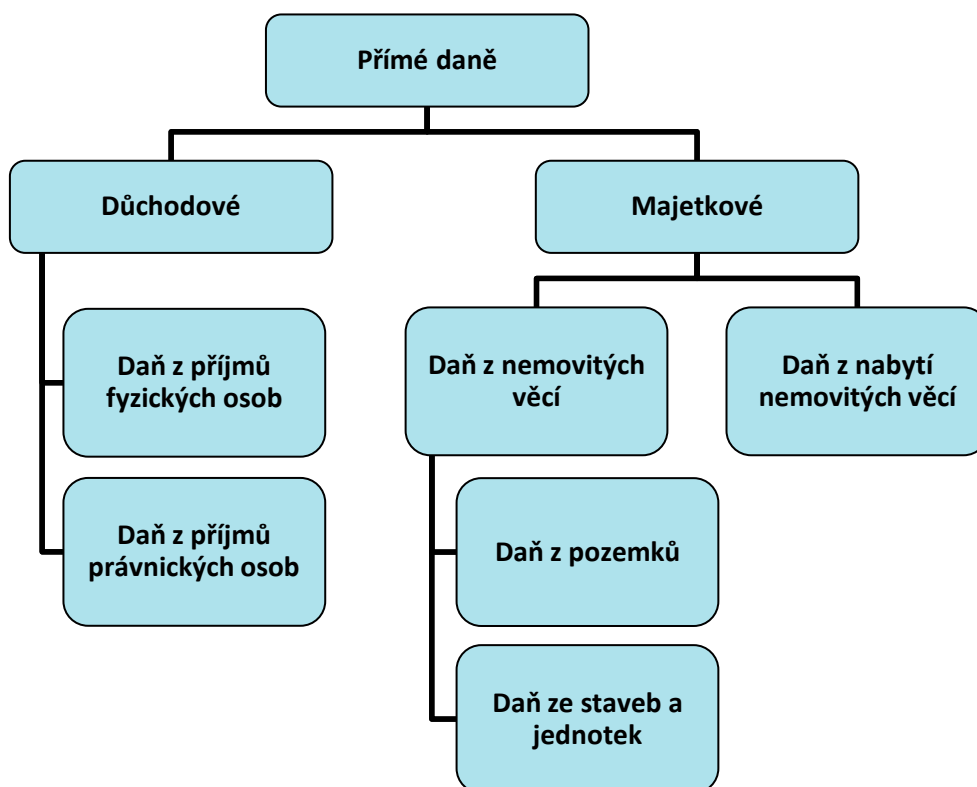 Přímé daně
Důchodové
Majetkové
Daň z příjmů
fyzických osob
Daň z příjmů
právnických osob
Daň z nemovitých
věcí
Daň z nabytí
nemovitých věcí
Daň z pozemků
Daň ze staveb a
jednotek